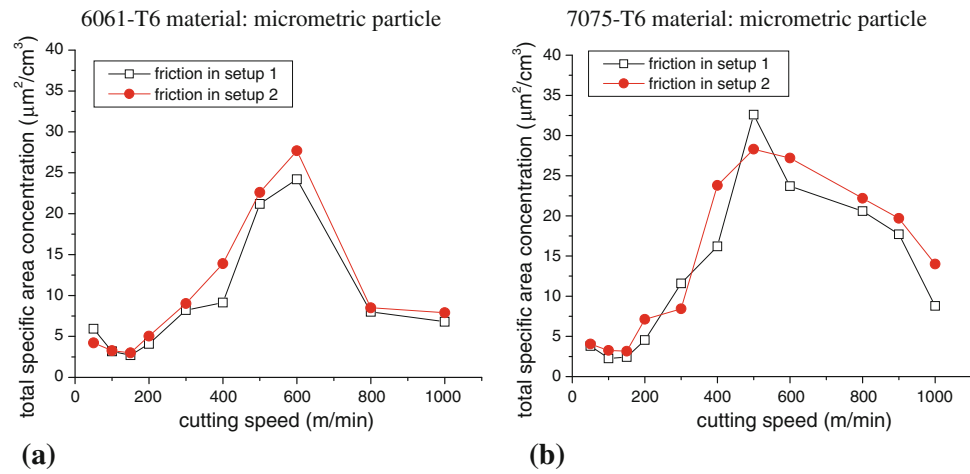 6061-T6 material: micrometric particle
total specific area concentration (μm²/cm³)
40
35
30
25
20
15
10
5
0
friction in setup 1
friction in setup 2
0 200 400 600 800 1000
cutting speed (m/min)
(a)
7075-T6 material: micrometric particle
total specific area concentration (μm²/cm³)
40
35
30
25
20
15
10
5
0
friction in setup 1
friction in setup 2
0 200 400 600 800 1000
cutting speed (m/min)
(b)